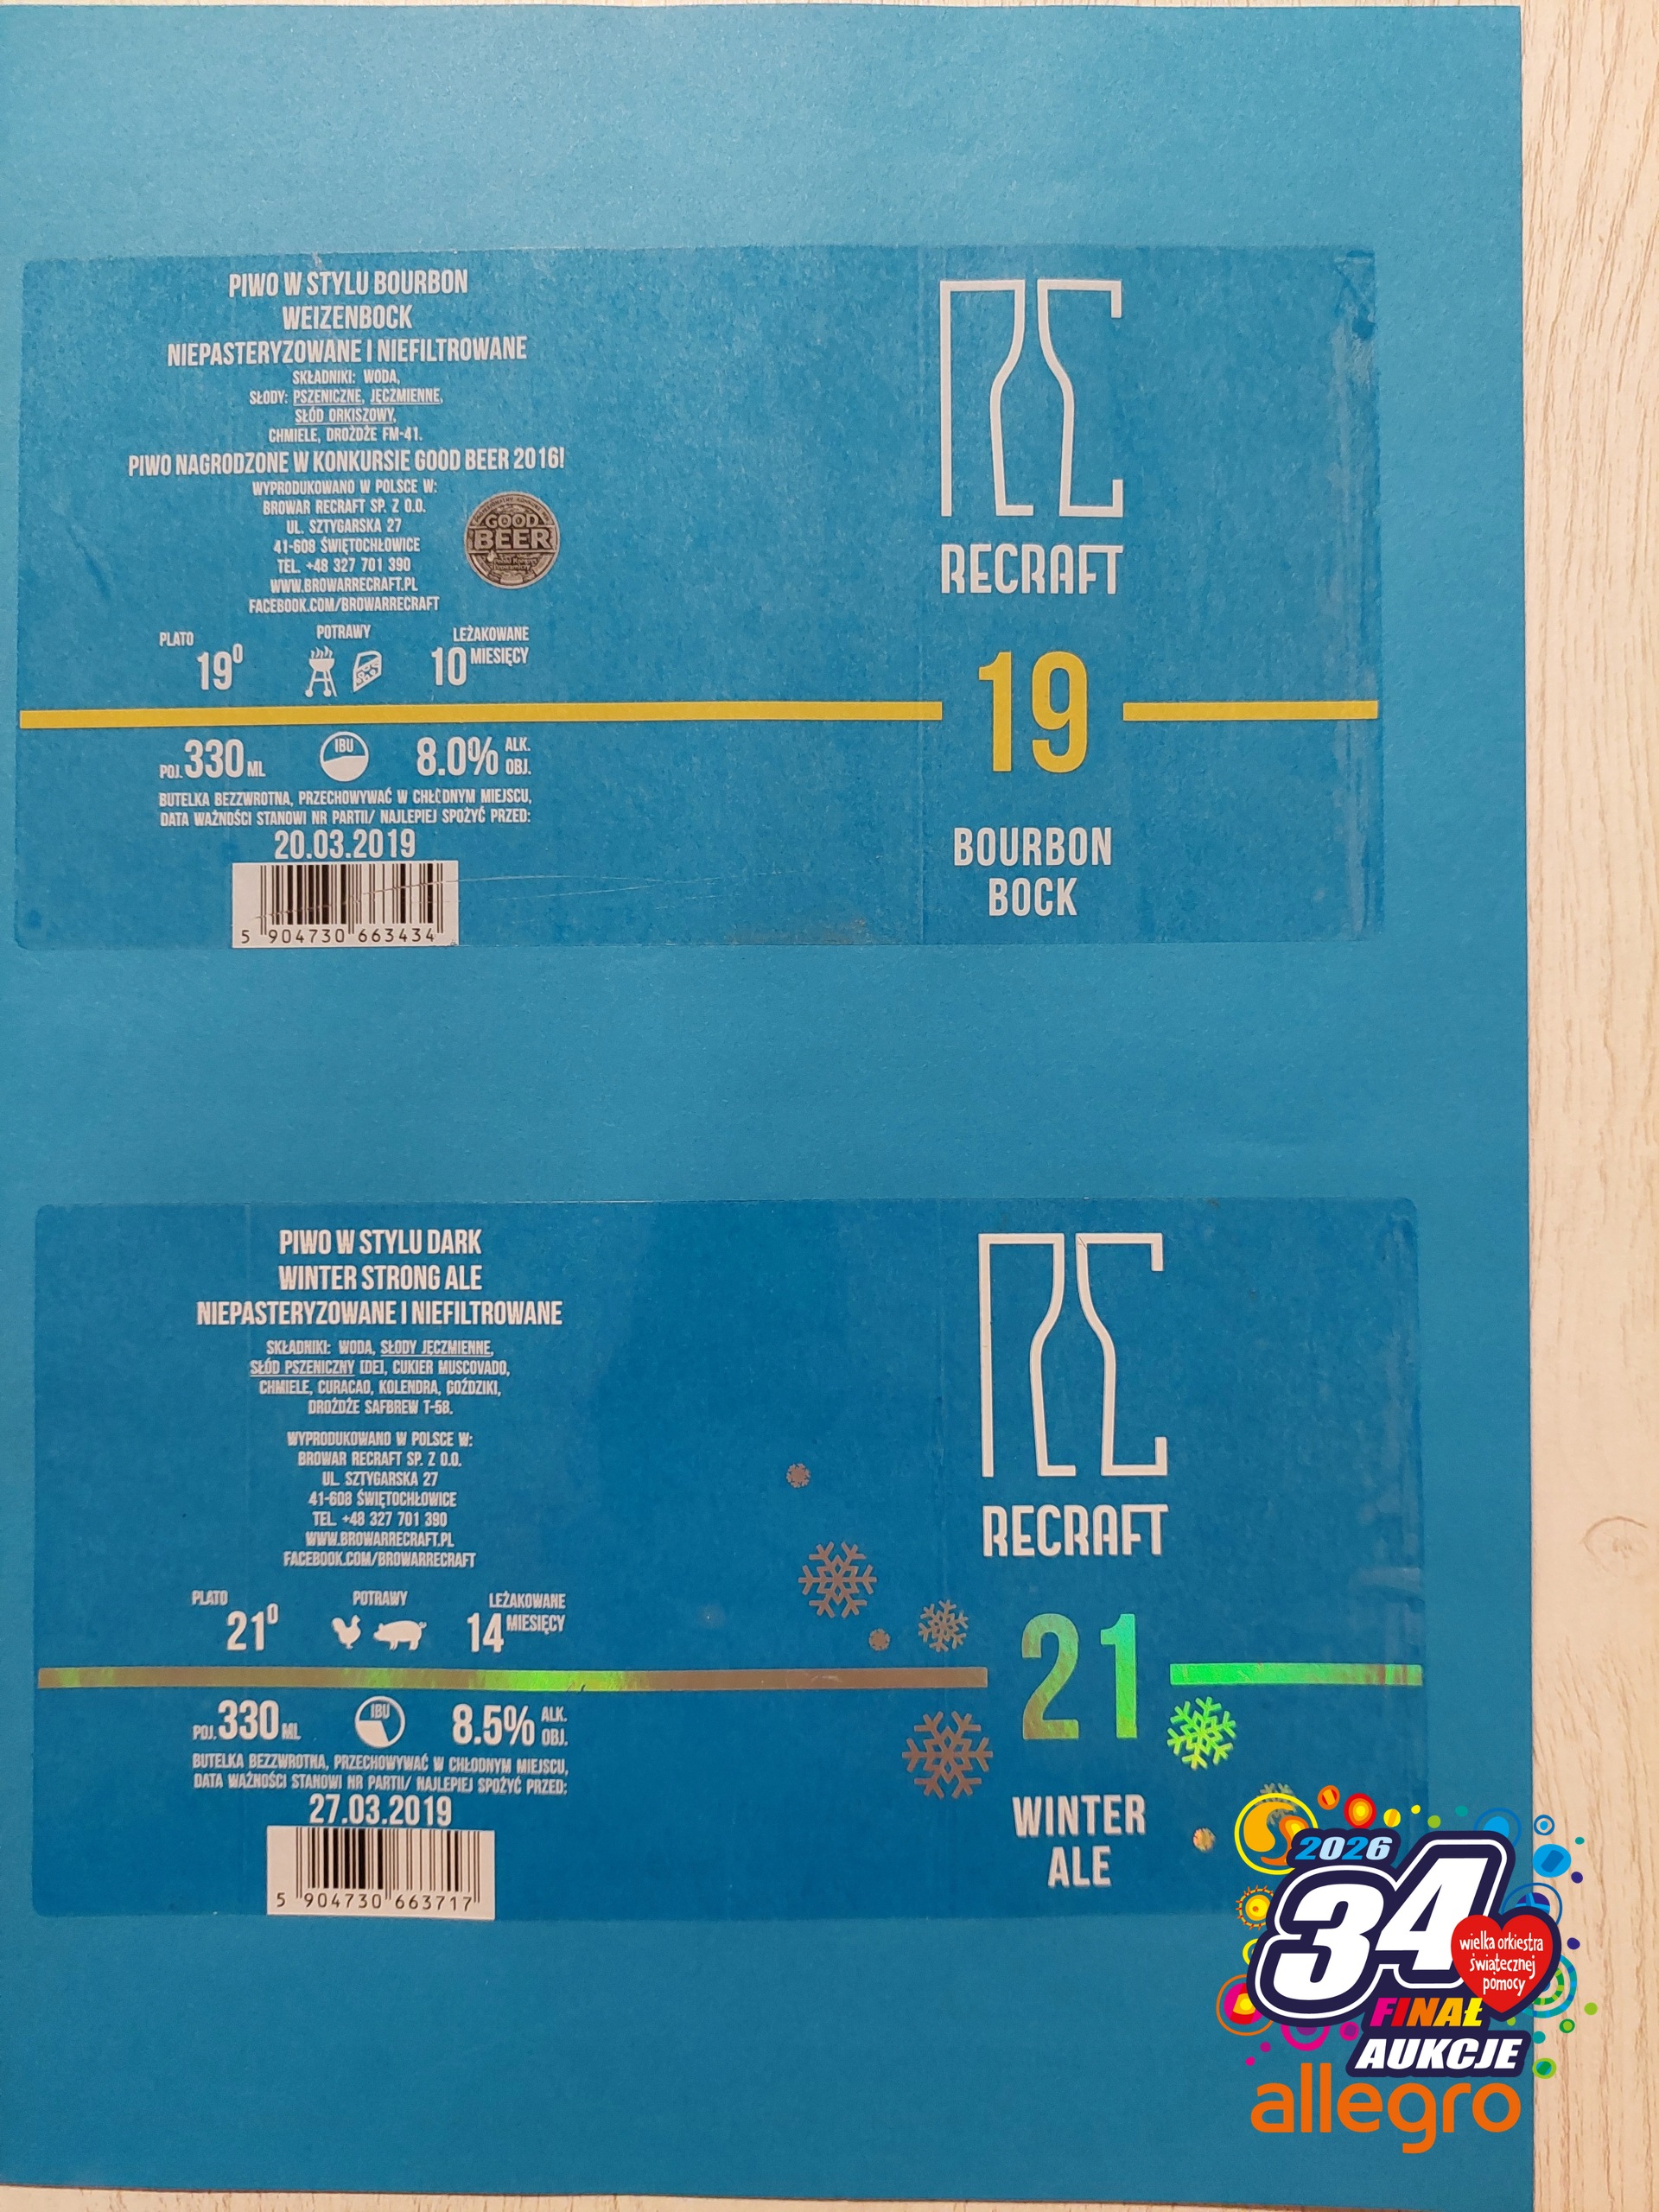 PIWO W STYLU BOURBON
WEIZENBOCK
NIEPASTERYZOWANE I NIEFILTROWANE
SKŁADNIKI: WODA,
SŁODY: PSZENICZNE, JĘCZMIENNE,
SŁÓD ORKISZOWY,
CHMIELE, DROŻDŻE FM-41.
PIWO NAGRODZONE W KONKURSIE GOOD BEER 2016!
WYPRODUKOWANO W POLSCE W:
BROWAR RECRAFT SP. Z O.O.
UL. SZTYGARSKA 27
41-608 ŚWIĘTOCHŁOWICE
TEL. +48 327 701 390
WWW.BROWARRECRAFT.PL
FACEBOOK.COM/BROWARRECRAFT
GOOD
BEER
PLATO
19⁰
POTRAWY
LEŻAKOWANE
10 MIESIĘCY
POJ. 330 ML
IBU
8.0% ALK.
OBJ.
BUTELKA BEZZWROTNA, PRZECHOWYWAĆ W CHŁODNYM MIEJSCU,
DATA WAŻNOŚCI STANOWI NR PARTII/ NAJLEPIEJ SPOŻYĆ PRZED:
20.03.2019
5 904730 663434
RC
RECRAFT
19
BOURBON
BOCK
PIWO W STYLU DARK
WINTER STRONG ALE
NIEPASTERYZOWANE I NIEFILTROWANE
SKŁADNIKI: WODA, SŁODY JĘCZMIENNE,
SŁÓD PSZENICZNY [DE], CUKIER MUSCOVADO,
CHMIELE, CURACAO, KOLENDRA, GOŹDZIKI,
DROŻDŻE SAFBREW T-58.
WYPRODUKOWANO W POLSCE W:
BROWAR RECRAFT SP. Z O.O.
UL. SZTYGARSKA 27
41-608 ŚWIĘTOCHŁOWICE
TEL. +48 327 701 390
WWW.BROWARRECRAFT.PL
FACEBOOK.COM/BROWARRECRAFT
PLATO
21⁰
POTRAWY
LEŻAKOWANE
14 MIESIĘCY
POJ. 330 ML
IBU
8.5% ALK.
OBJ.
BUTELKA BEZZWROTNA, PRZECHOWYWAĆ W CHŁODNYM MIEJSCU,
DATA WAŻNOŚCI STANOWI NR PARTII/ NAJLEPIEJ SPOŻYĆ PRZED:
27.03.2019
5 904730 663717
RC
RECRAFT
21
WINTER
ALE
2026
34
wielka orkiestra
świątecznej
pomocy
FINAŁ
AUKCJE
allegro